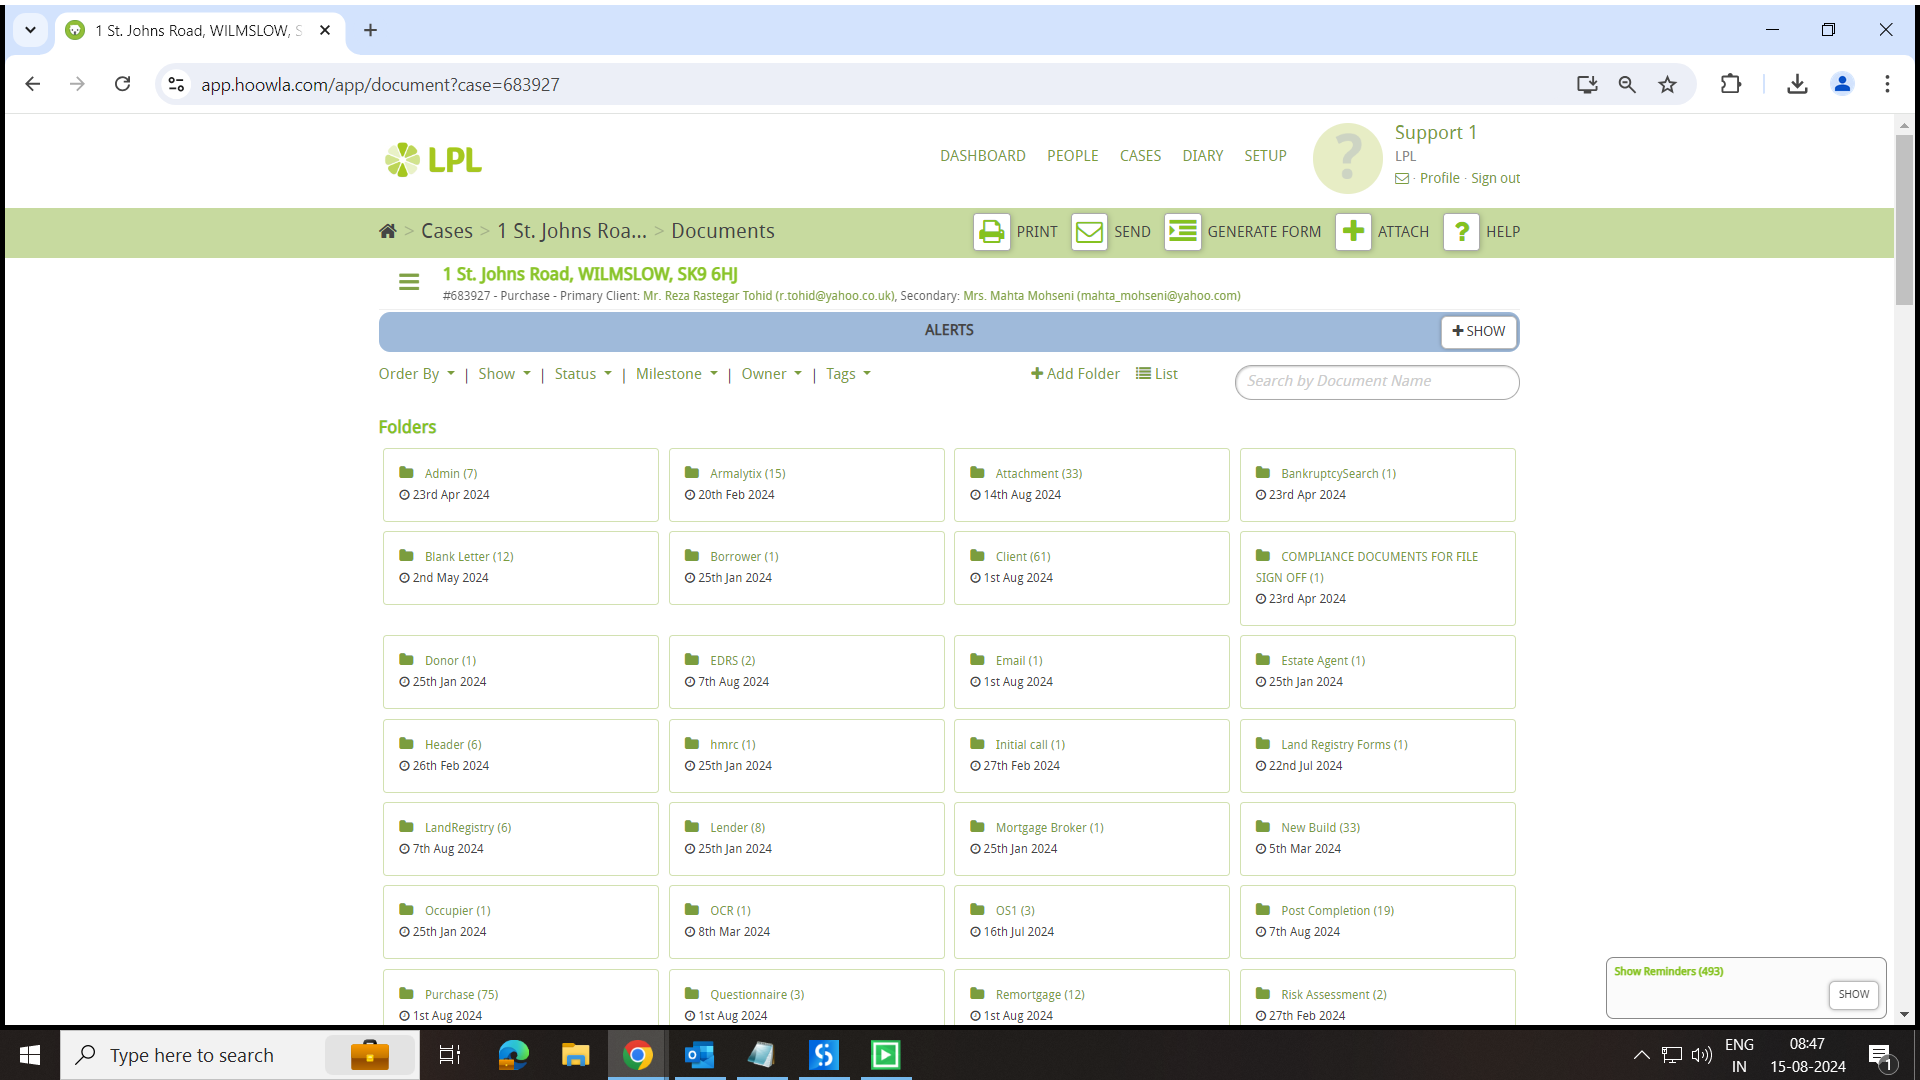 1 St. Johns Road, WILMSLOW, S
app.hoowla.com/app/document?case=683927
LPL
DASHBOARD PEOPLE CASES DIARY SETUP
?
Support 1
LPL
· Profile · Sign out
> Cases > 1 St. Johns Roa... > Documents
PRINT SEND GENERATE FORM ATTACH ? HELP
1 St. Johns Road, WILMSLOW, SK9 6HJ
#683927 - Purchase - Primary Client: Mr. Reza Rastegar Tohid (r.tohid@yahoo.co.uk), Secondary: Mrs. Mahta Mohseni (mahta_mohseni@yahoo.com)
ALERTS
SHOW
Order By | Show | Status | Milestone | Owner | Tags
Add Folder List
Search by Document Name
Folders
Admin (7)
23rd Apr 2024
Armalytix (15)
20th Feb 2024
Attachment (33)
14th Aug 2024
BankruptcySearch (1)
23rd Apr 2024
Blank Letter (12)
2nd May 2024
Borrower (1)
25th Jan 2024
Client (61)
1st Aug 2024
COMPLIANCE DOCUMENTS FOR FILE
SIGN OFF (1)
23rd Apr 2024
Donor (1)
25th Jan 2024
EDRS (2)
7th Aug 2024
Email (1)
1st Aug 2024
Estate Agent (1)
25th Jan 2024
Header (6)
26th Feb 2024
hmrc (1)
25th Jan 2024
Initial call (1)
27th Feb 2024
Land Registry Forms (1)
22nd Jul 2024
LandRegistry (6)
7th Aug 2024
Lender (8)
25th Jan 2024
Mortgage Broker (1)
25th Jan 2024
New Build (33)
5th Mar 2024
Occupier (1)
25th Jan 2024
OCR (1)
8th Mar 2024
OS1 (3)
16th Jul 2024
Post Completion (19)
7th Aug 2024
Purchase (75)
1st Aug 2024
Questionnaire (3)
1st Aug 2024
Remortgage (12)
1st Aug 2024
Risk Assessment (2)
27th Feb 2024
Show Reminders (493)
SHOW
Type here to search
ENG
IN
08:47
15-08-2024
1